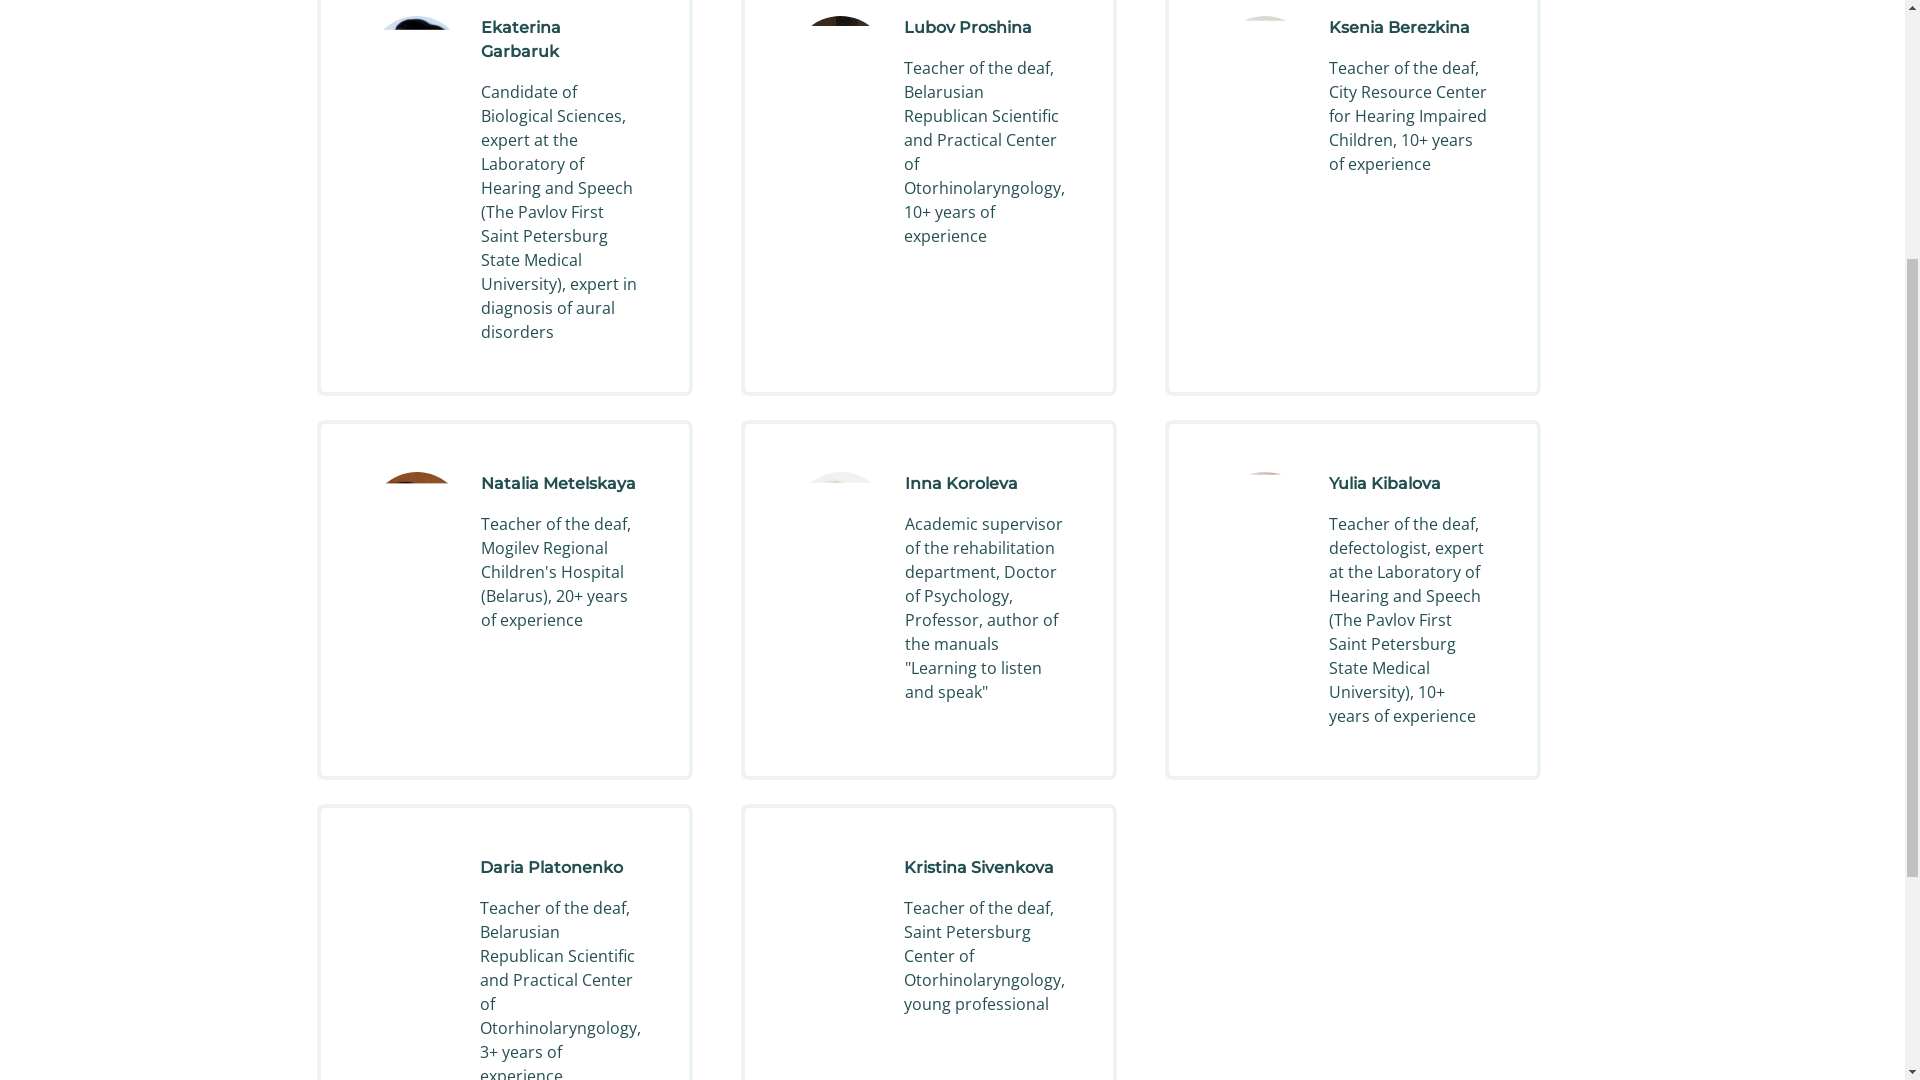 Ekaterina
Garbaruk
Candidate of
Biological Sciences,
expert at the
Laboratory of
Hearing and Speech
(The Pavlov First
Saint Petersburg
State Medical
University), expert in
diagnosis of aural
disorders
Lubov Proshina
Teacher of the deaf,
Belarusian
Republican Scientific
and Practical Center
of
Otorhinolaryngology,
10+ years of
experience
Ksenia Berezkina
Teacher of the deaf,
City Resource Center
for Hearing Impaired
Children, 10+ years
of experience
Natalia Metelskaya
Teacher of the deaf,
Mogilev Regional
Children's Hospital
(Belarus), 20+ years
of experience
Inna Koroleva
Academic supervisor
of the rehabilitation
department, Doctor
of Psychology,
Professor, author of
the manuals
"Learning to listen
and speak"
Yulia Kibalova
Teacher of the deaf,
defectologist, expert
at the Laboratory of
Hearing and Speech
(The Pavlov First
Saint Petersburg
State Medical
University), 10+
years of experience
Daria Platonenko
Teacher of the deaf,
Belarusian
Republican Scientific
and Practical Center
of
Otorhinolaryngology,
3+ years of
experience
Kristina Sivenkova
Teacher of the deaf,
Saint Petersburg
Center of
Otorhinolaryngology,
young professional